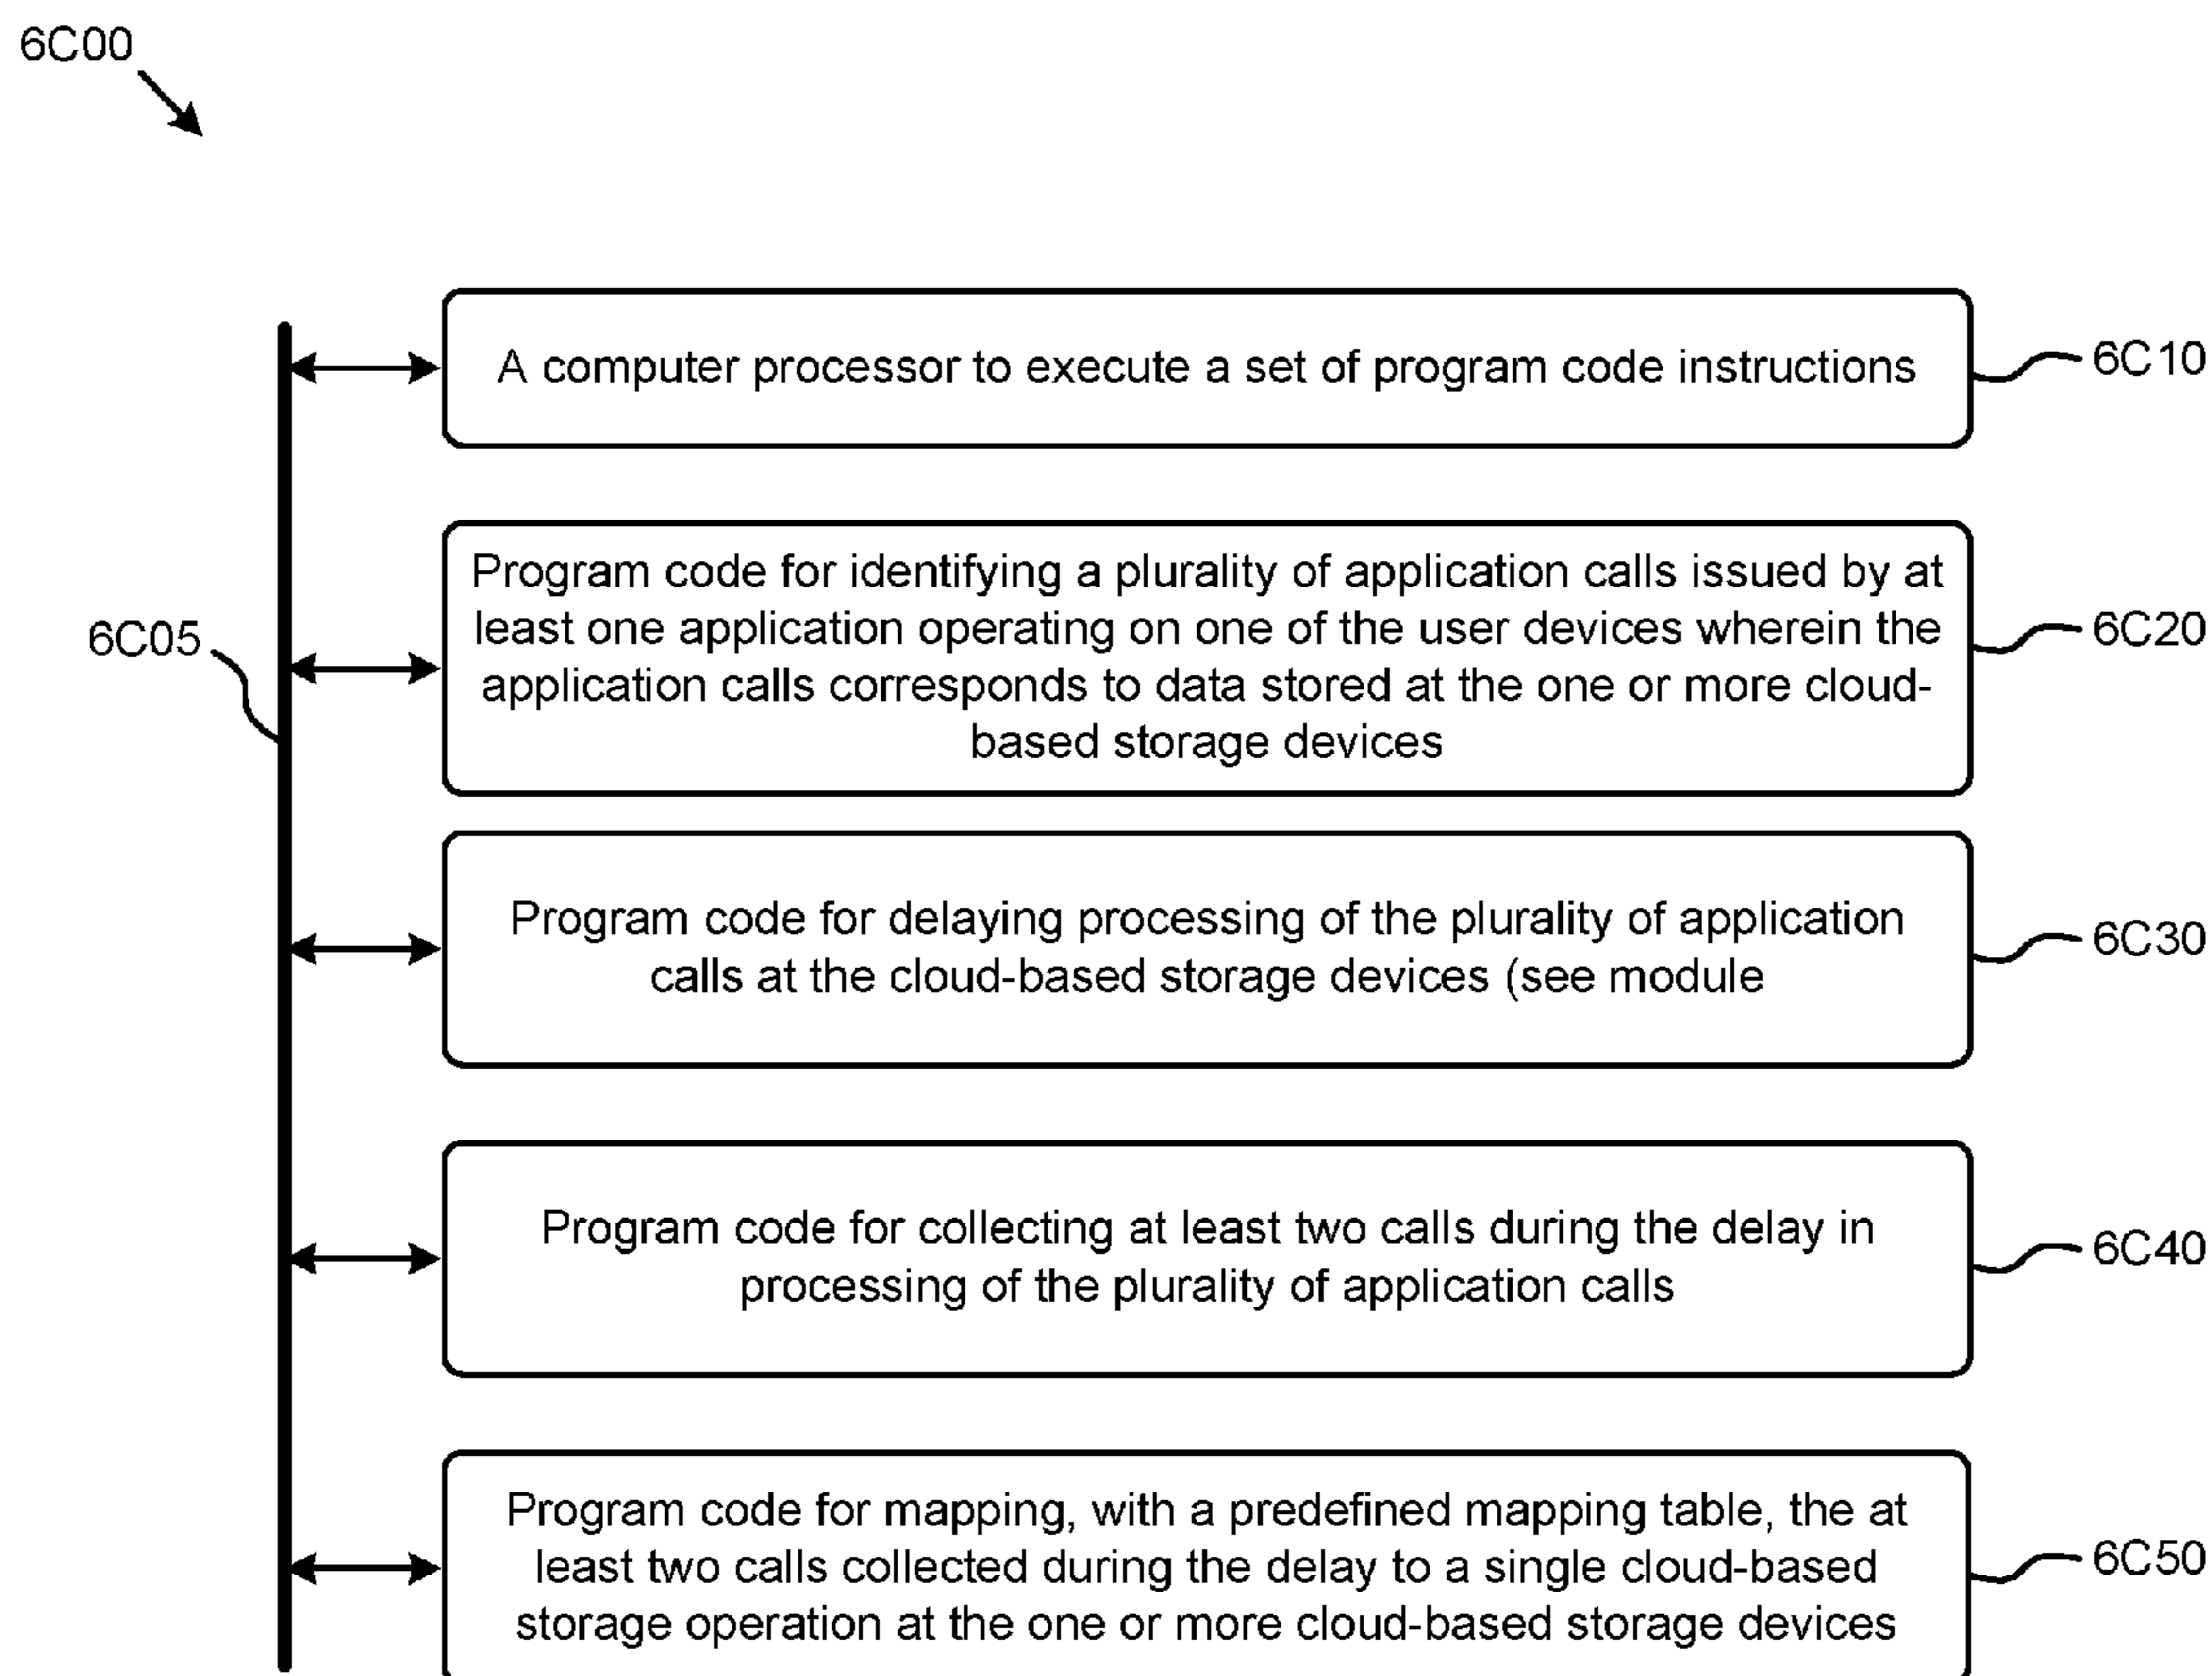 6C00
A computer processor to execute a set of program code instructions
6C10
Program code for identifying a plurality of application calls issued by at
least one application operating on one of the user devices wherein the
application calls corresponds to data stored at the one or more cloud-
based storage devices
6C20
6C05
Program code for delaying processing of the plurality of application
calls at the cloud-based storage devices (see module
6C30
Program code for collecting at least two calls during the delay in
processing of the plurality of application calls
6C40
Program code for mapping, with a predefined mapping table, the at
least two calls collected during the delay to a single cloud-based
storage operation at the one or more cloud-based storage devices
6C50